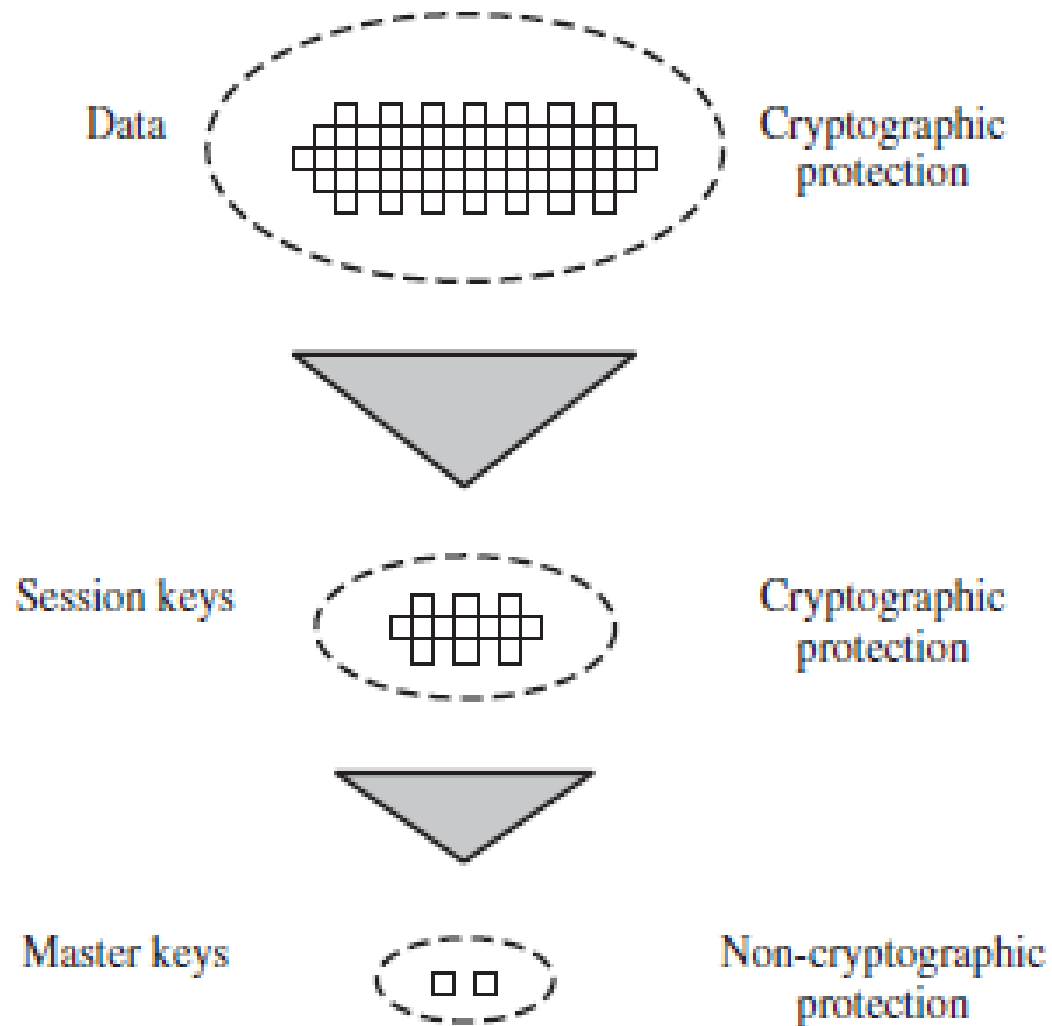 Data
Cryptographic
protection
Session keys
Cryptographic
protection
Master keys
Non-cryptographic
protection